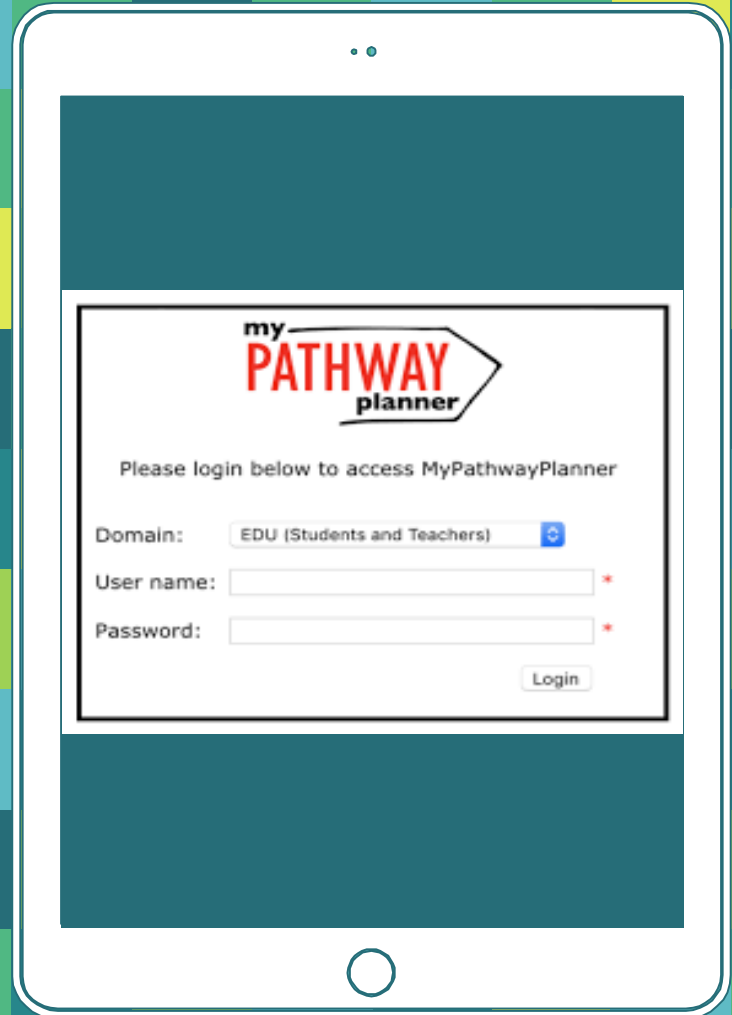 my
PATHWAY
planner
Please login below to access MyPathwayPlanner
Domain: EDU (Students and Teachers)
User name: *
Password: *
Login